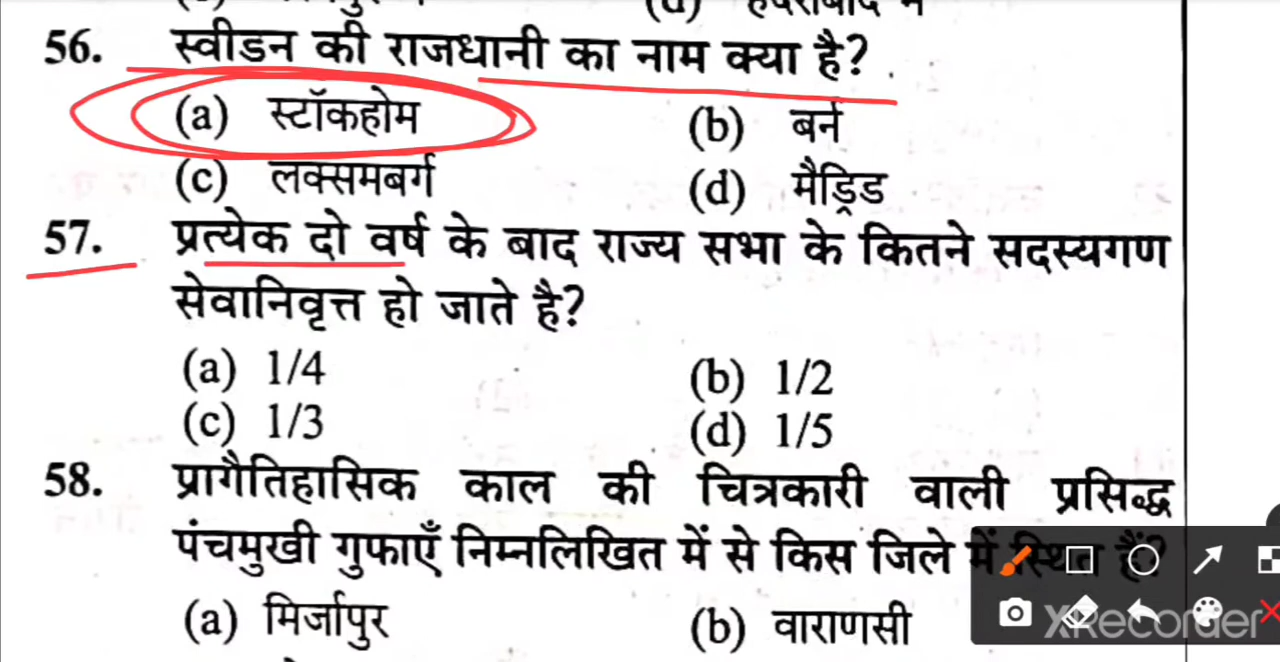 56. स्वीडन की राजधानी का नाम क्या है?
(a) स्टॉकहोम (b) बर्न
(c) लक्समबर्ग (d) मैड्रिड
57. प्रत्येक दो वर्ष के बाद राज्य सभा के कितने सदस्यगण
सेवानिवृत्त हो जाते है?
(a) 1/4 (b) 1/2
(c) 1/3 (d) 1/5
58. प्रागैतिहासिक काल की चित्रकारी वाली प्रसिद्ध
पंचमुखी गुफाएँ निम्नलिखित में से किस जिले में स्थित हैं?
(a) मिर्जापुर (b) वाराणसी
XRecorder